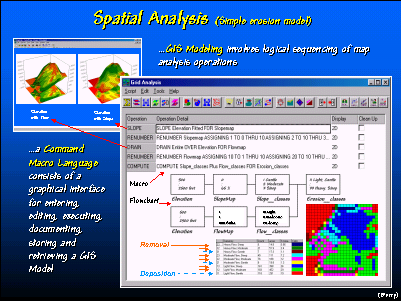 Spatial Analysis (Simple erosion model)
...GIS Modeling involves logical sequencing of map
analysis operations
Elevation
with Flow
Elevation
with Slope
Grid Analysis
Script Edit Tools Help
Operation Operation Detail Display Clean Up
SLOPE SLOPE Elevation Fitted FOR Slopemap 2D
RENUMBER RENUMBER Slopemap ASSIGNING 1 TO 0 THRU 10 ASSIGNING 2 TO 10 THRU 3... 2D
DRAIN DRAIN Entire OVER Elevation FOR Flowmap 2D
RENUMBER RENUMBER Flowmap ASSIGNING 1 TO 0 THRU 10 ASSIGNING 2 TO 10 THRU ... 2D
COMPUTE COMPUTE Slope_classes Plus Flow_classes FOR Erosion_classes 2D
...a Command
Macro Language
consists of a
graphical interface
for entering,
editing, executing,
documenting,
storing and
retrieving a GIS
Model
Macro
Flowchart
Elevation SlopeMap Slope_classes Erosion_classes
Elevation FlowMap Flow_classes
Removal
Deposition
(Berry)